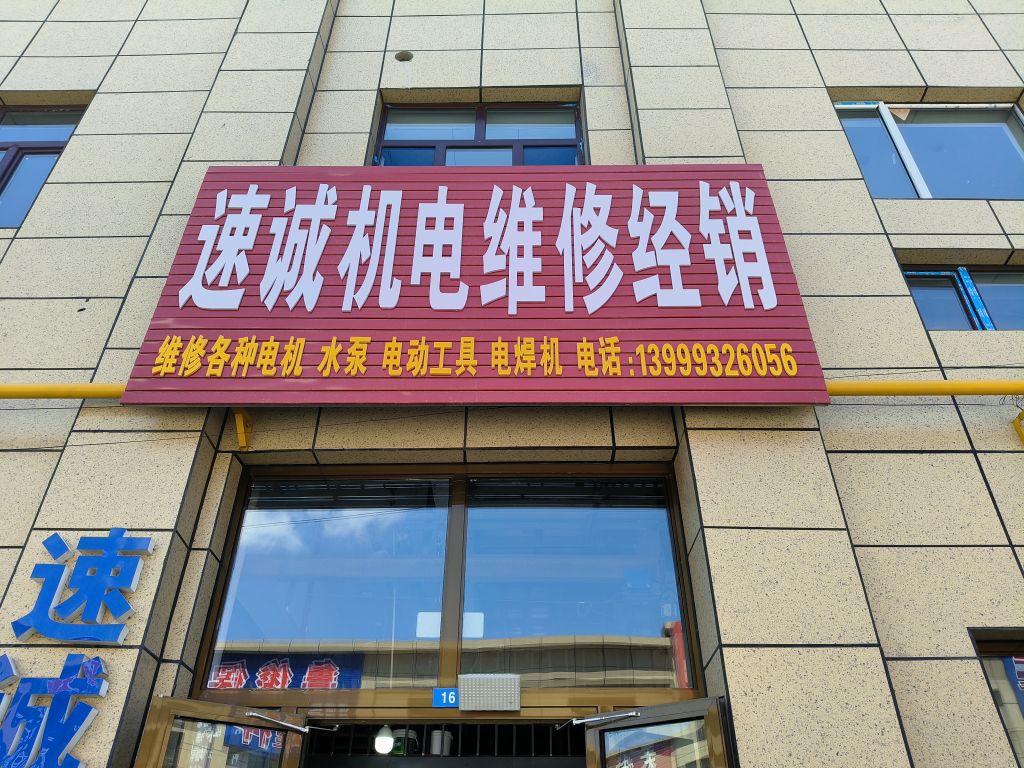 速诚机电维修经销
维修各种电机 水泵 电动工具 电焊机 电话:13999326056
速
诚
16